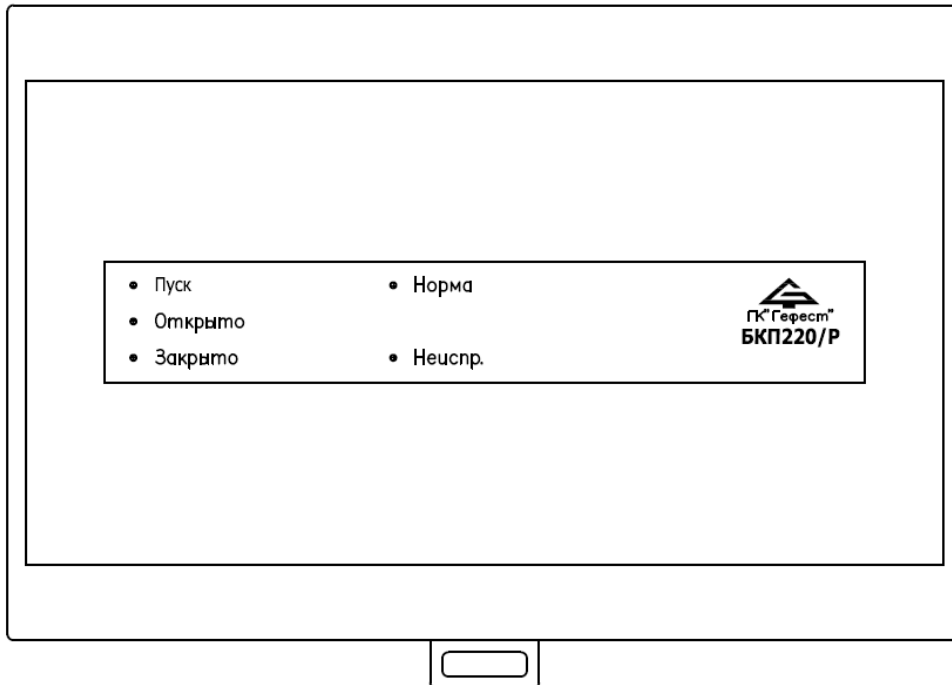 Пуск
Норма
Открыто
Закрыто
Неиспр.
ГК"Гефест"
БКП220/Р